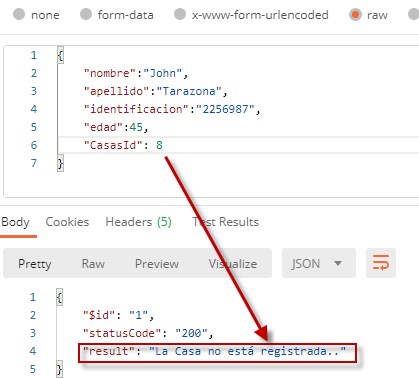 none form-data x-www-form-urlencoded raw
1 {
2 "nombre":"John",
3 "apellido":"Tarazona",
4 "identificacion":"2256987",
5 "edad":45,
6 "CasasId": 8
7 }
Body Cookies Headers (5) Test Results
Pretty Raw Preview Visualize JSON
1 {
2 "$id": "1",
3 "statusCode": "200",
4 "result": "La Casa no está registrada.."
5 }